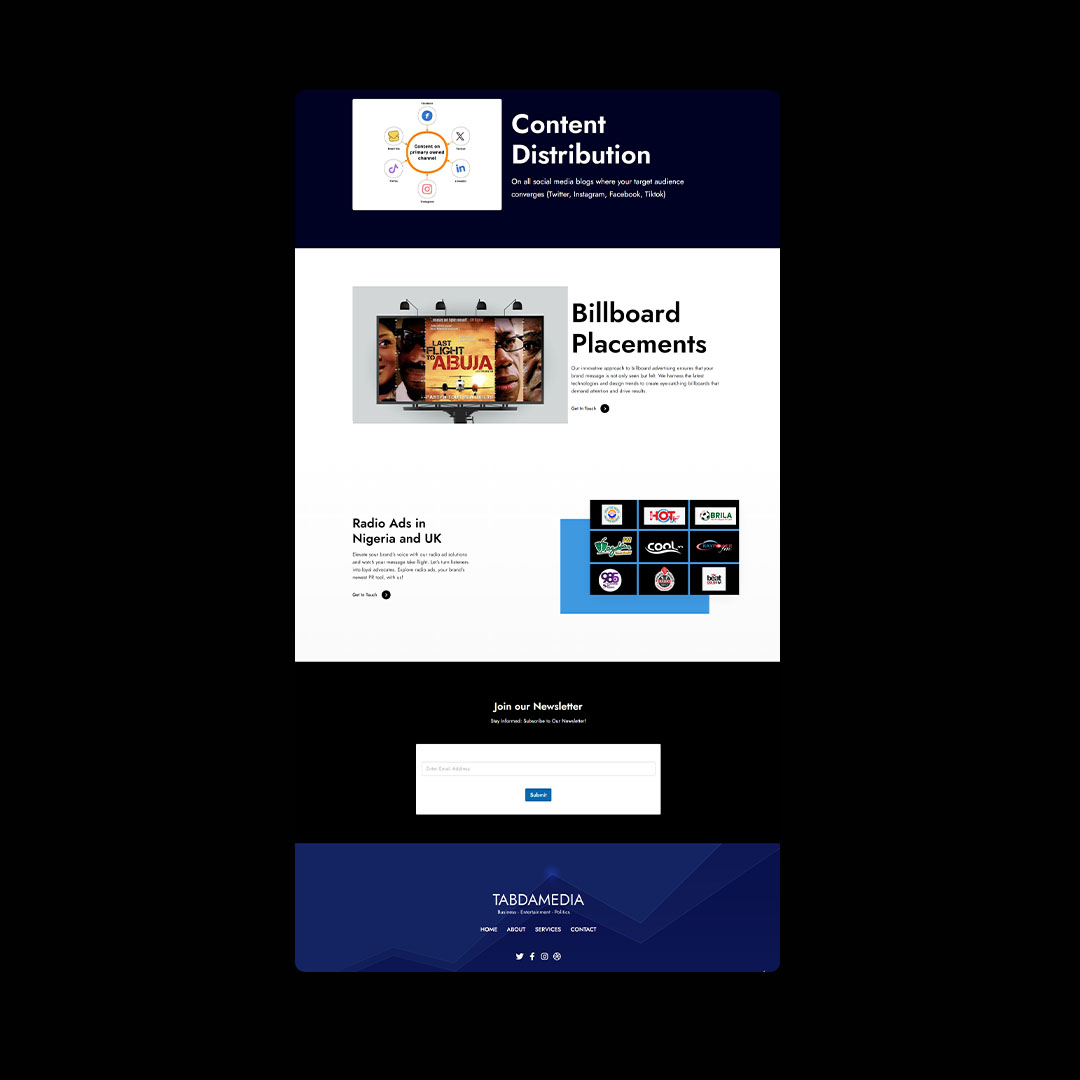 Facebook
Content on
primary owned
channel
Twitter
LinkedIn
Instagram
TikTok
Content
Distribution
On all social media blogs where your target audience
converges (Twitter, Instagram, Facebook, Tiktok)
LAST
FLIGHT
TO
ABUJA
Billboard
Placements
Our innovative approach to billboard advertising ensures that your
brand message is not only seen but felt. We harness the latest
technologies and design trends to create eye-catching billboards that
demand attention and drive results.
Get In Touch
Radio Ads in
Nigeria and UK
Elevate your brand's voice with our radio ad solutions
and watch your message take flight. Let's turn listeners
into loyal advocates. Explore radio ads, your brand's
newest PR tool, with us!
Get In Touch
HOT
BRILA
cool
beat
Join our Newsletter
Stay Informed: Subscribe to Our Newsletter!
Enter Email Address
Submit
TABDAMEDIA
Business - Entertainment - Politics
HOME ABOUT SERVICES CONTACT